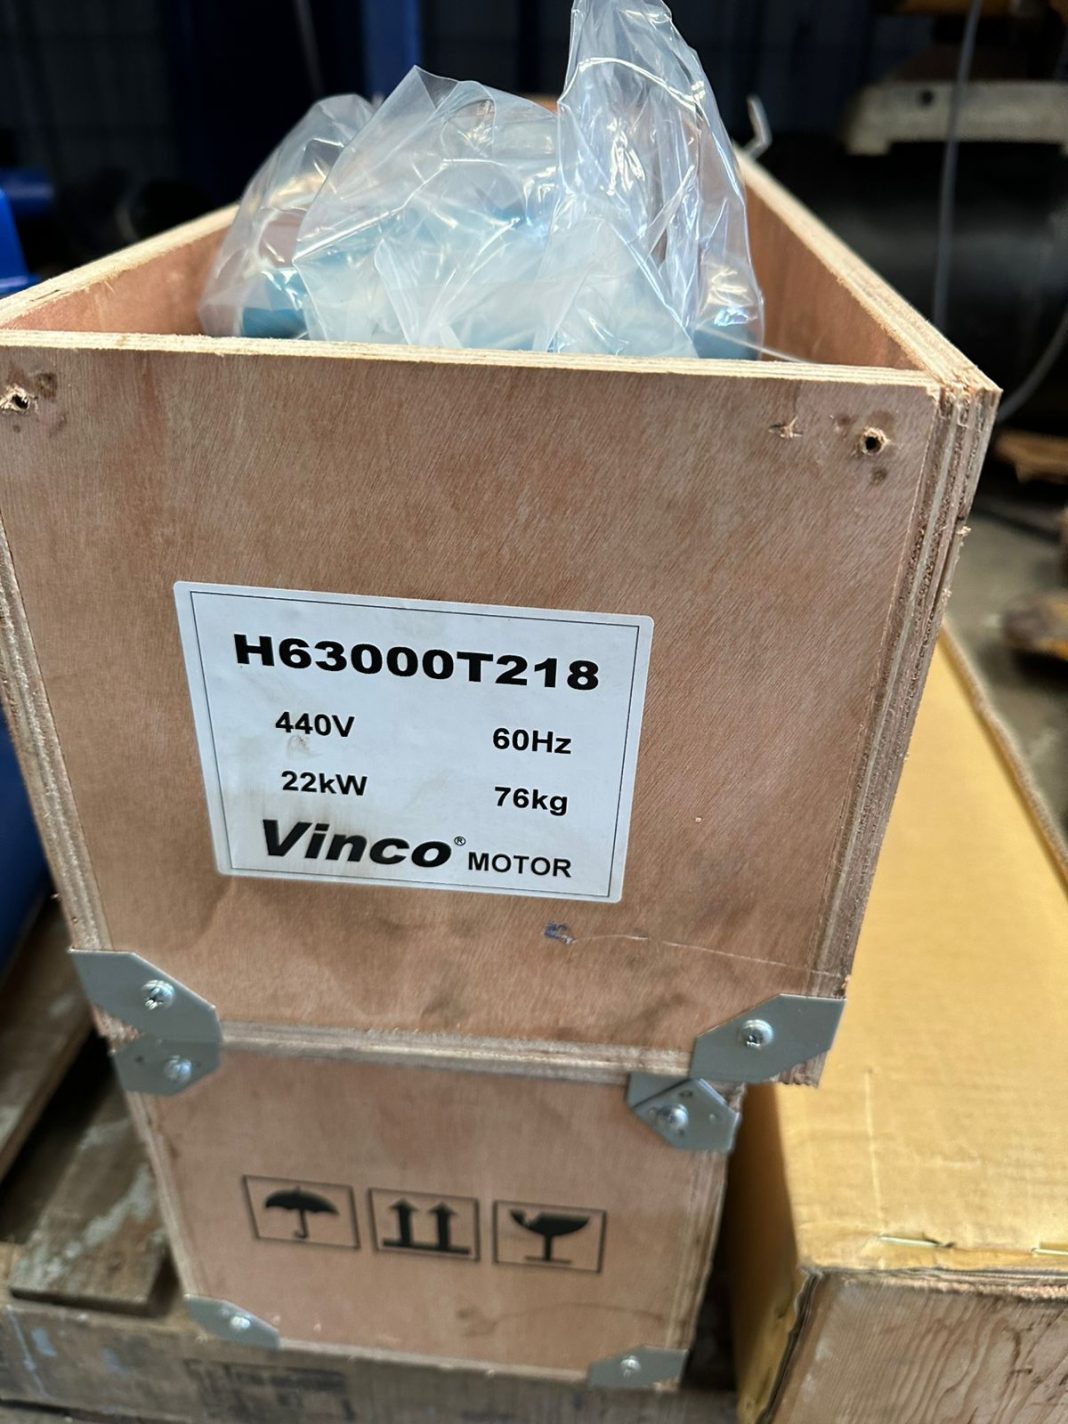 H63000T218
440V 60Hz
22kW 76kg
Vinco® MOTOR